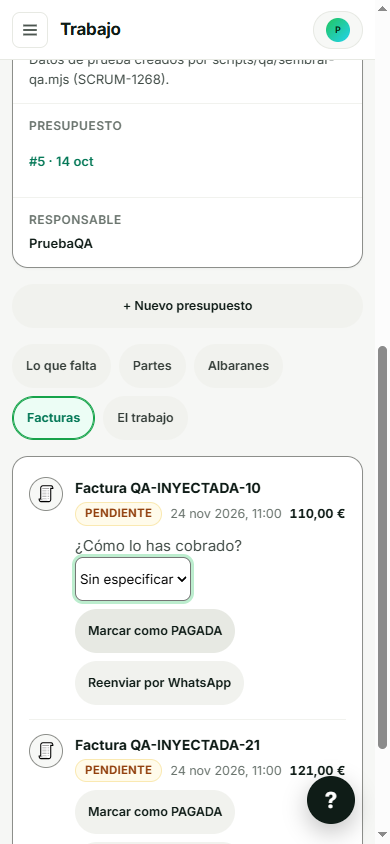 Trabajo
P
Datos de prueba creados por scripts/qa/sembrar-
qa.mjs (SCRUM-1268).
PRESUPUESTO
#5 · 14 oct
RESPONSABLE
PruebaQA
+ Nuevo presupuesto
Lo que falta
Partes
Albaranes
Facturas
El trabajo
Factura QA-INYECTADA-10
PENDIENTE 24 nov 2026, 11:00 110,00 €
¿Cómo lo has cobrado?
Sin especificar
Marcar como PAGADA
Reenviar por WhatsApp
Factura QA-INYECTADA-21
PENDIENTE 24 nov 2026, 11:00 121,00 €
Marcar como PAGADA
?